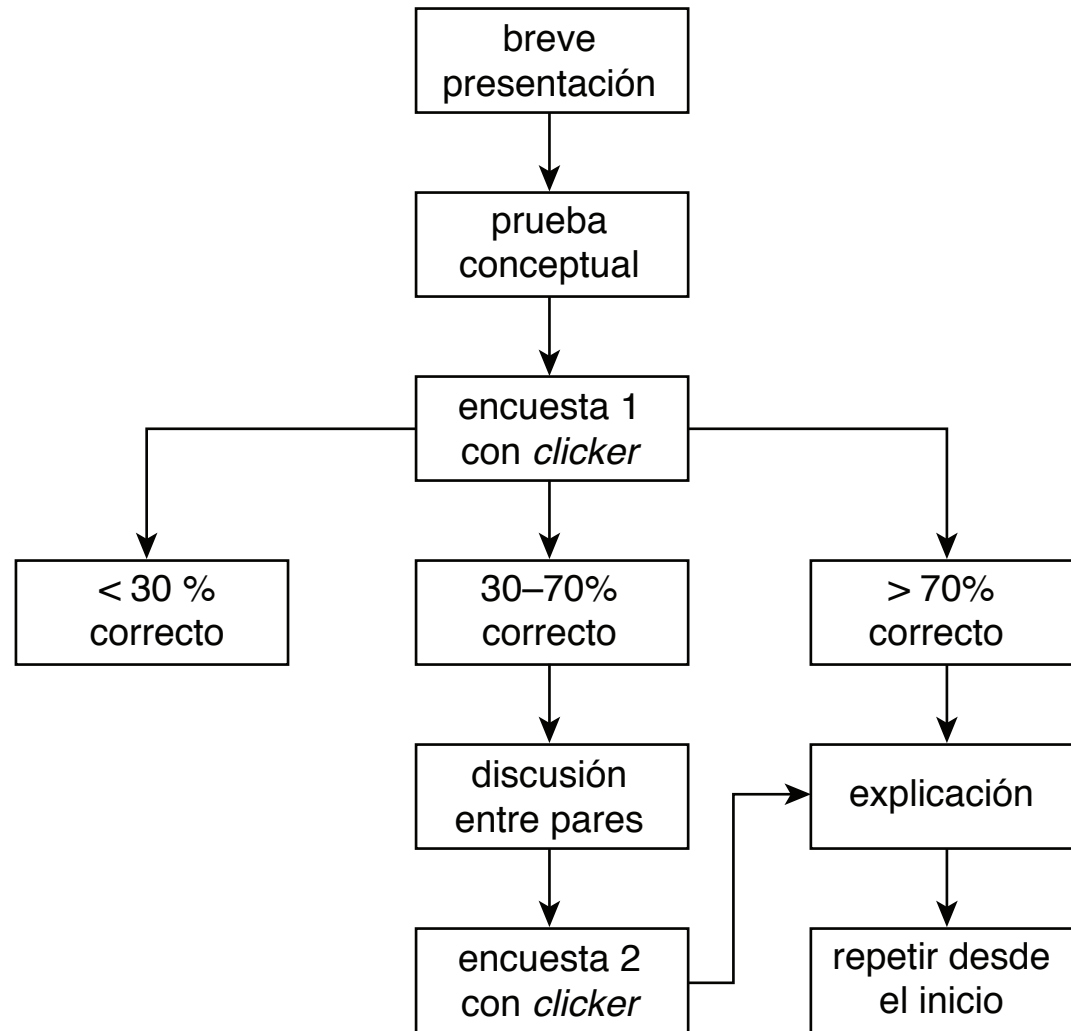 breve
presentación
prueba
conceptual
encuesta 1
con clicker
< 30 %
correcto
30–70%
correcto
> 70%
correcto
discusión
entre pares
explicación
encuesta 2
con clicker
repetir desde
el inicio